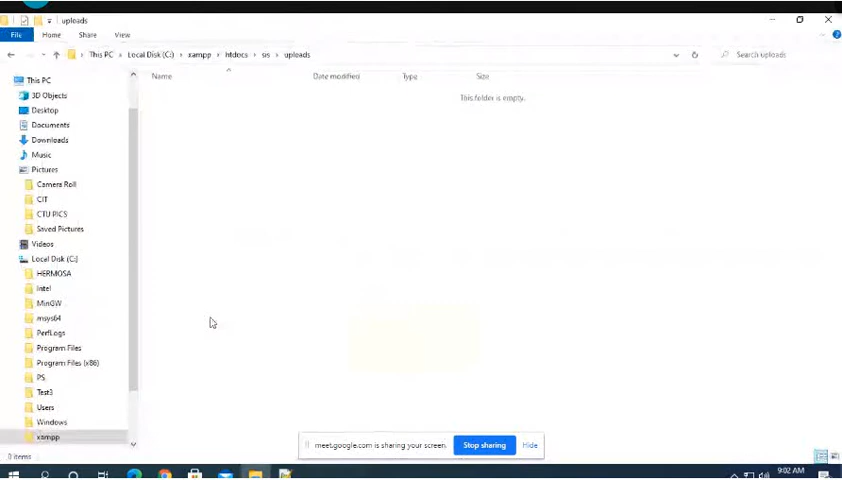 uploads
File Home Share View
This PC Local Disk (C:) xampp htdocs sis uploads Search uploads
Name Date modified Type Size
This folder is empty.
This PC
3D Objects
Desktop
Documents
Downloads
Music
Pictures
Camera Roll
CIT
CTU PICS
Saved Pictures
Videos
Local Disk (C:)
HERMOSA
Intel
MinGW
msys64
PerfLogs
Program Files
Program Files (x86)
PS
Test3
Users
Windows
xampp
meet.google.com is sharing your screen. Stop sharing Hide
0 items
9:02 AM